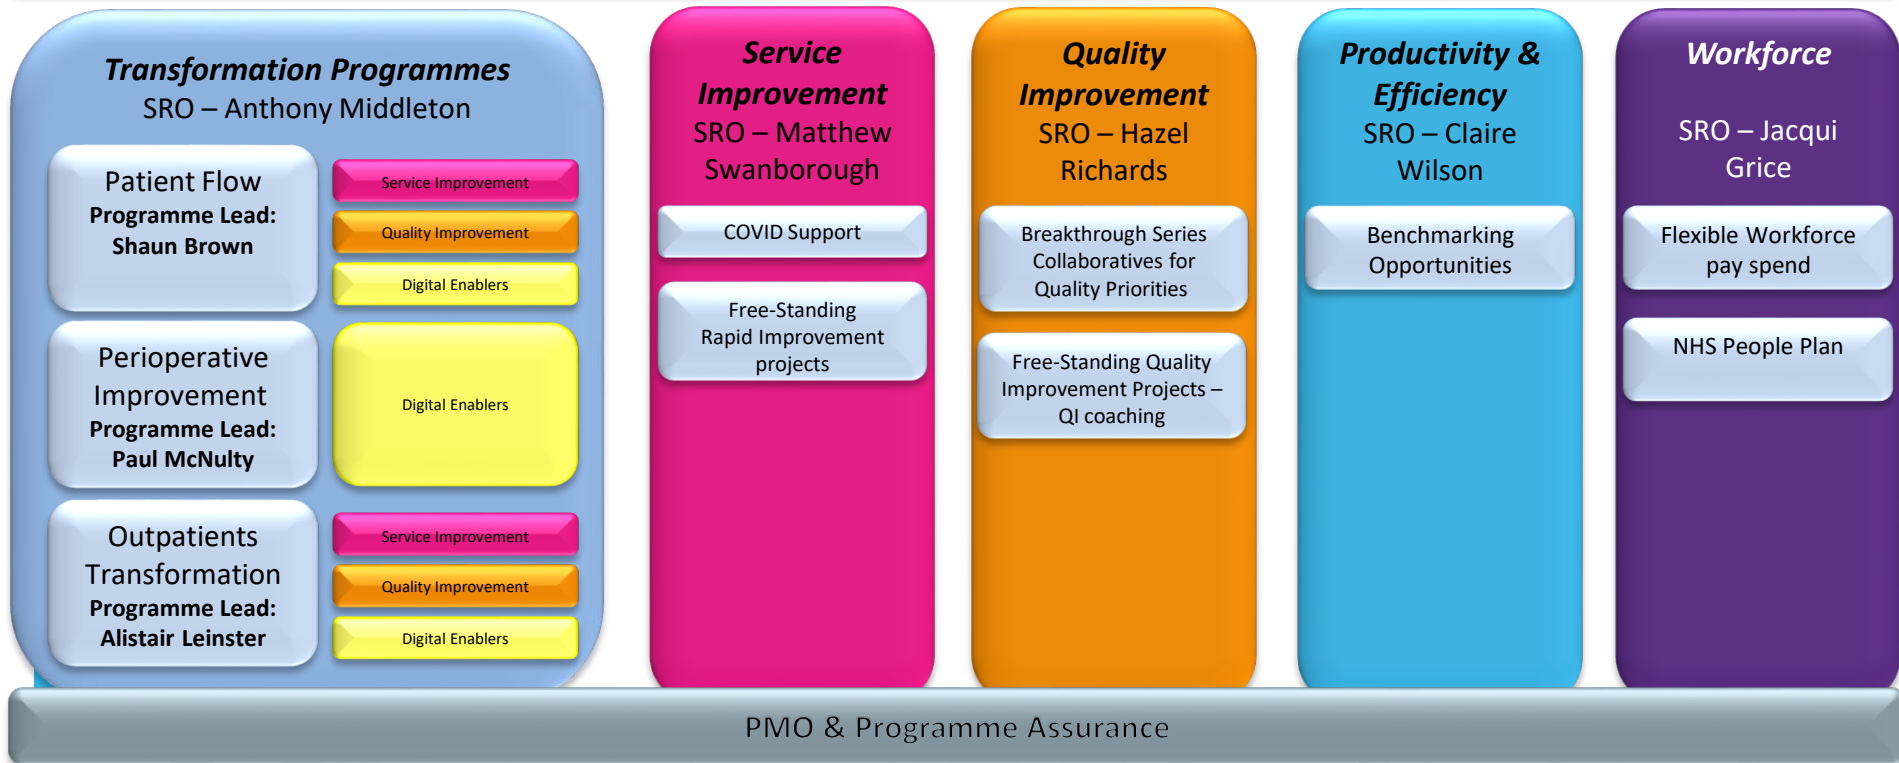 Transformation Programmes
SRO – Anthony Middleton
Patient Flow
Programme Lead:
Shaun Brown
Service Improvement
Quality Improvement
Digital Enablers
Perioperative
Improvement
Programme Lead:
Paul McNulty
Digital Enablers
Outpatients
Transformation
Programme Lead:
Alistair Leinster
Service Improvement
Quality Improvement
Digital Enablers
Service
Improvement
SRO – Matthew
Swanborough
COVID Support
Free-Standing
Rapid Improvement
projects
Quality
Improvement
SRO – Hazel
Richards
Breakthrough Series
Collaboratives for
Quality Priorities
Free-Standing Quality
Improvement Projects –
QI coaching
Productivity &
Efficiency
SRO – Claire
Wilson
Benchmarking
Opportunities
Workforce
SRO – Jacqui
Grice
Flexible Workforce
pay spend
NHS People Plan
PMO & Programme Assurance